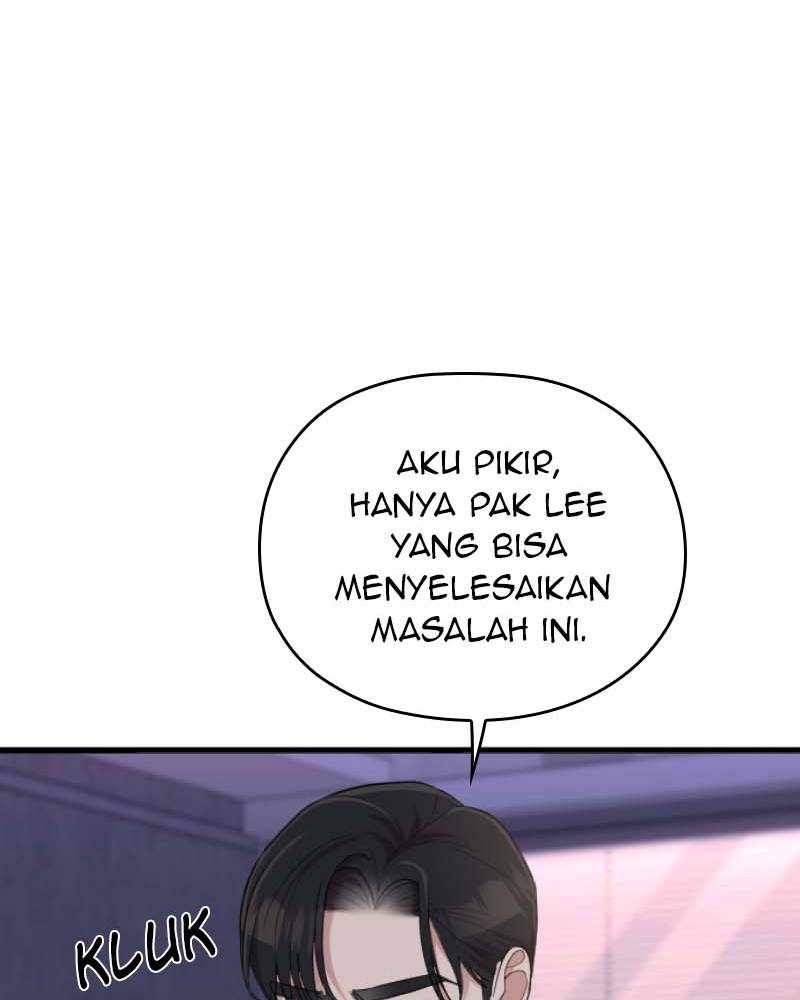 AKU PIKIR,
HANYA PAK LEE
YANG BISA
MENYELESAIKAN
MASALAH INI.
KLUK